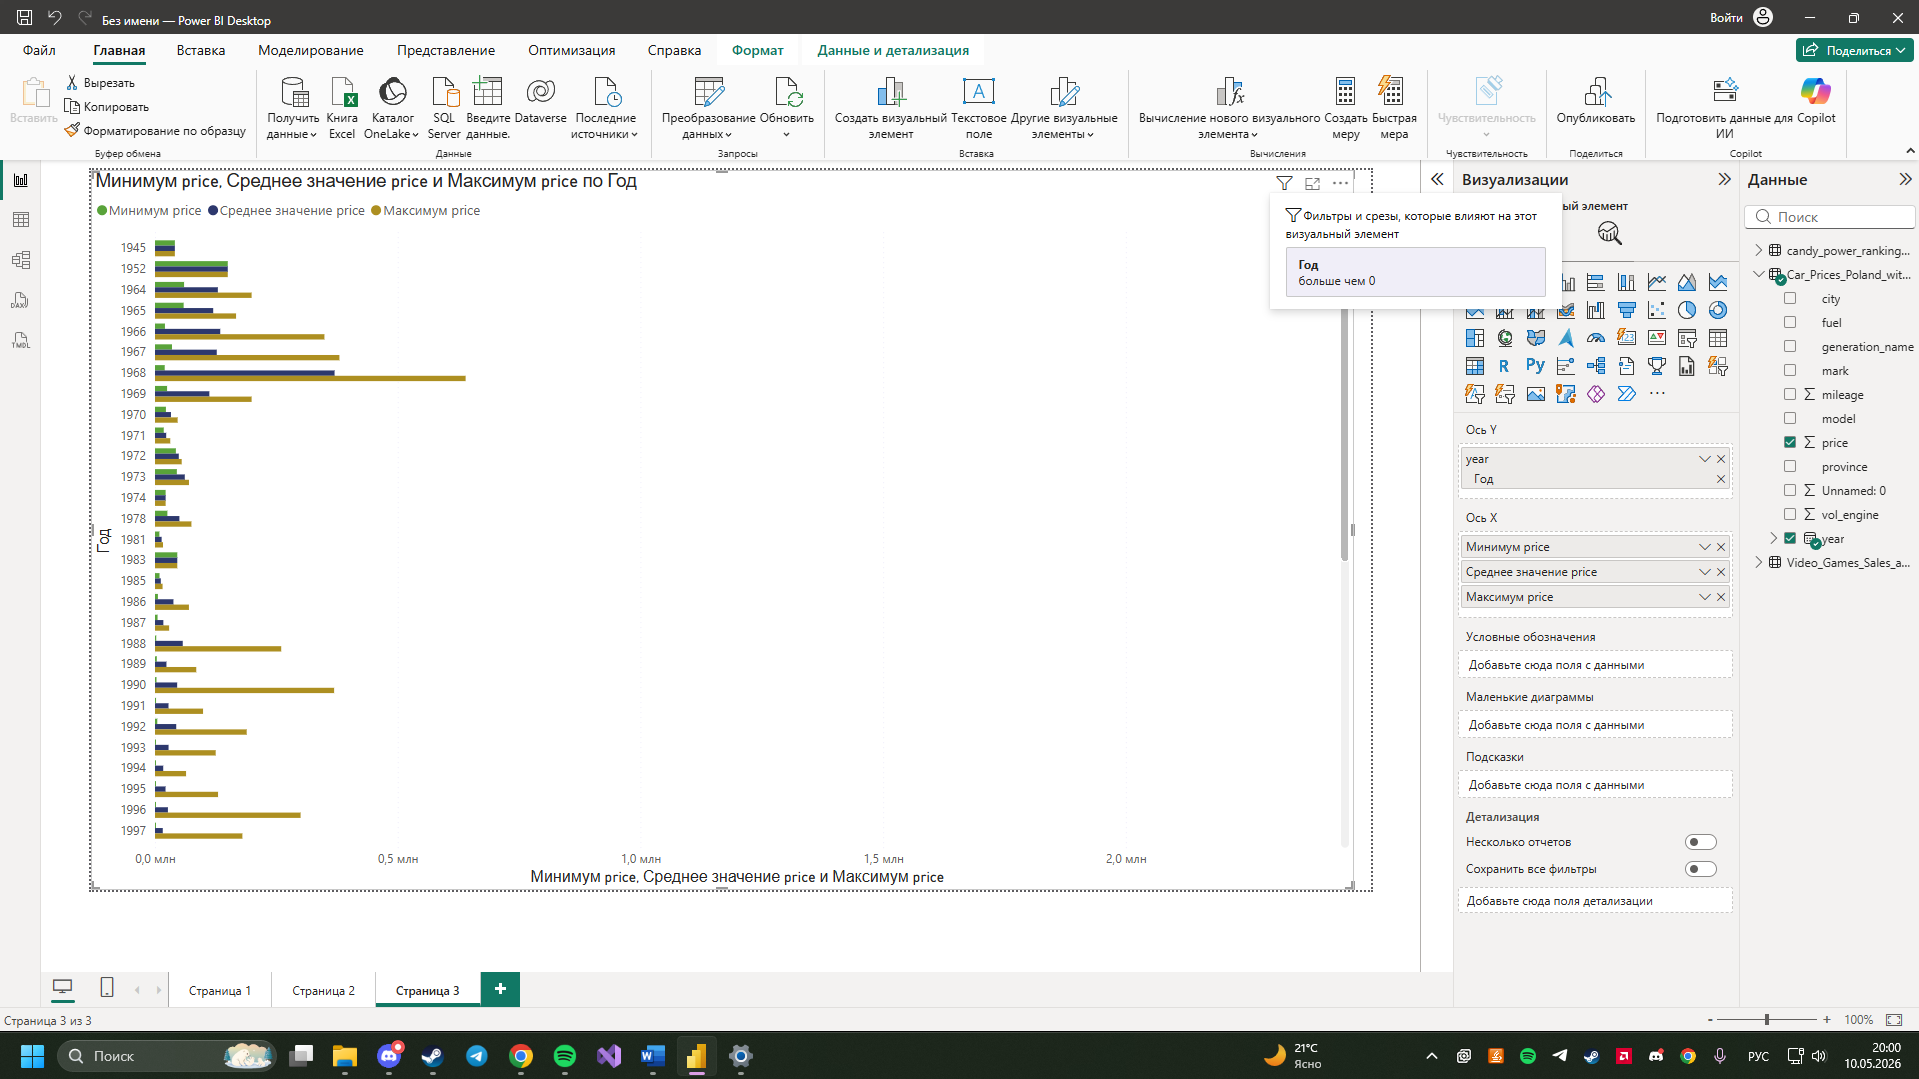 Без имени — Power BI Desktop
Войти
Файл
Главная
Вставка
Моделирование
Представление
Оптимизация
Справка
Формат
Данные и детализация
Поделиться
Вставить
Вырезать
Копировать
Форматирование по образцу
Буфер обмена
Получить данные
Книга Excel
Каталог OneLake
SQL Server
Введите данные.
Dataverse
Последние источники
Данные
Преобразование данных
Обновить
Запросы
Создать визуальный элемент
Текстовое поле
Другие визуальные элементы
Вставка
Вычисление нового визуального элемента
Создать меру
Быстрая мера
Вычисления
Чувствительность
Чувствительность
Опубликовать
Поделиться
Подготовить данные для ИИ
Copilot
Copilot
DAX
TMDL
Минимум price, Среднее значение price и Максимум price по Год
Минимум price
Среднее значение price
Максимум price
Год
1945
1952
1964
1965
1966
1967
1968
1969
1970
1971
1972
1973
1974
1978
1981
1983
1985
1986
1987
1988
1989
1990
1991
1992
1993
1994
1995
1996
1997
0,0 млн
0,5 млн
1,0 млн
1,5 млн
2,0 млн
Минимум price, Среднее значение price и Максимум price
Фильтры и срезы, которые влияют на этот
визуальный элемент
Год
больше чем 0
Визуализации
ый элемент
R
Py
Ось Y
year
Год
Ось X
Минимум price
Среднее значение price
Максимум price
Условные обозначения
Добавьте сюда поля с данными
Маленькие диаграммы
Добавьте сюда поля с данными
Подсказки
Добавьте сюда поля с данными
Детализация
Несколько отчетов
Сохранить все фильтры
Добавьте сюда поля детализации
Данные
Поиск
candy_power_ranking...
Car_Prices_Poland_wit...
city
fuel
generation_name
mark
mileage
model
price
province
Unnamed: 0
vol_engine
year
Video_Games_Sales_a...
Страница 1
Страница 2
Страница 3
Страница 3 из 3
100%
Поиск
21°C
Ясно
РУС
20:00
10.05.2026